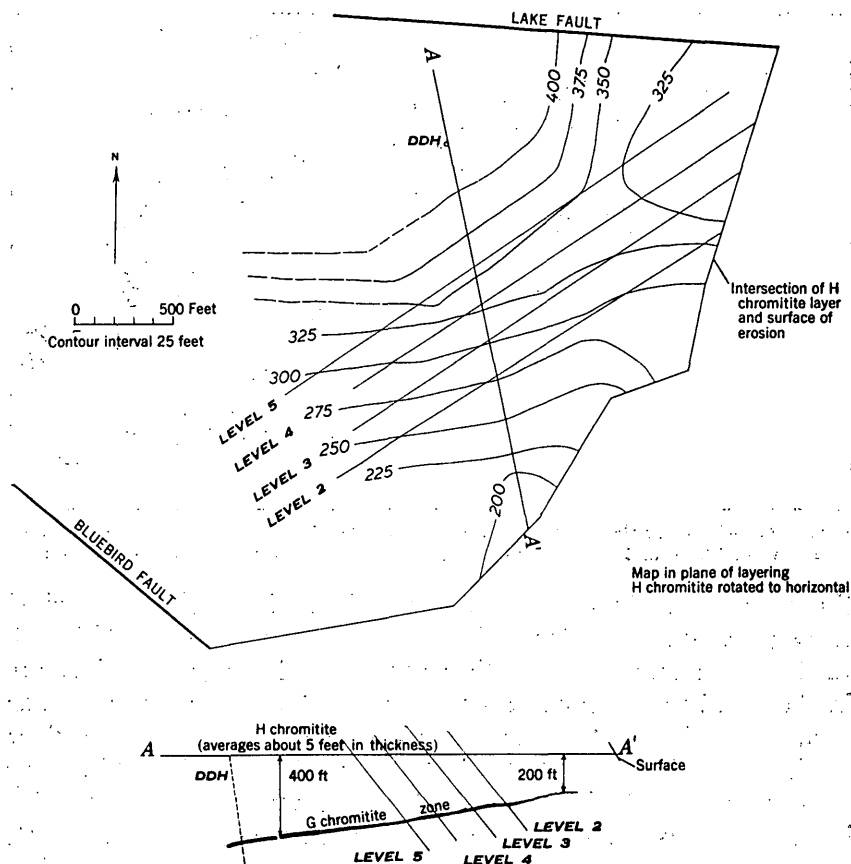 LAKE FAULT
A
400
375
350
325
DDH
N
0 500 Feet
Contour interval 25 feet
Intersection of H
chromitite layer
and surface of
erosion
325
300
LEVEL 5
275
LEVEL 4
250
LEVEL 3
225
LEVEL 2
200
A'
BLUEBIRD FAULT
Map in plane of layering
H chromitite rotated to horizontal
H chromitite
(averages about 5 feet in thickness)
A
A'
Surface
DDH
400 ft
200 ft
G chromitite zone
LEVEL 2
LEVEL 3
LEVEL 5
LEVEL 4